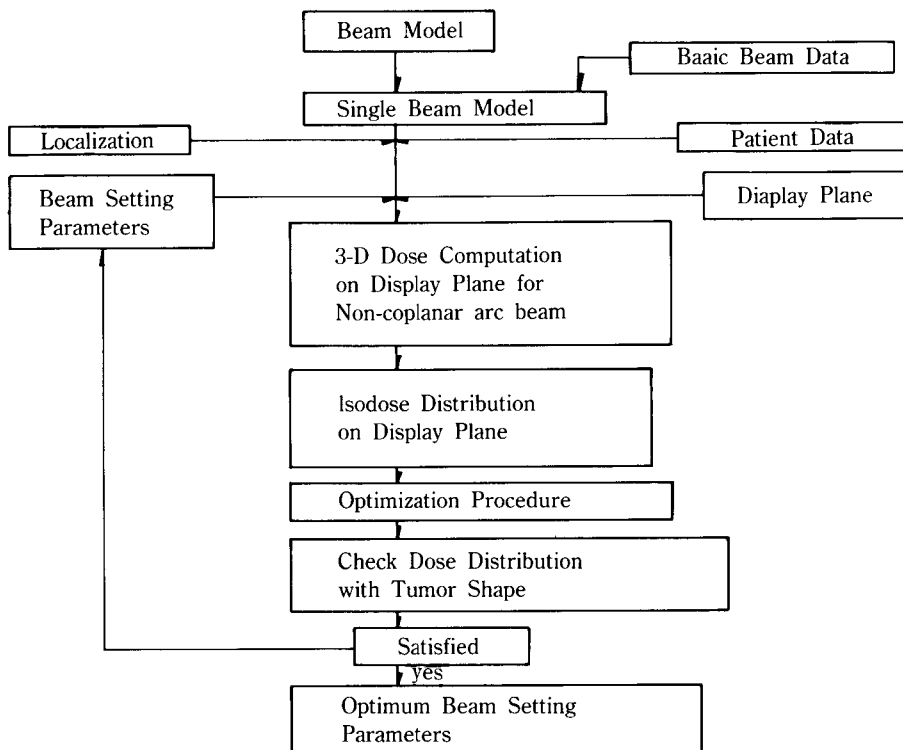 Beam Model
Baaic Beam Data
Single Beam Model
Localization
Patient Data
Beam Setting
Parameters
Diaplay Plane
3-D Dose Computation
on Display Plane for
Non-coplanar arc beam
Isodose Distribution
on Display Plane
Optimization Procedure
Check Dose Distribution
with Tumor Shape
Satisfied
yes
Optimum Beam Setting
Parameters